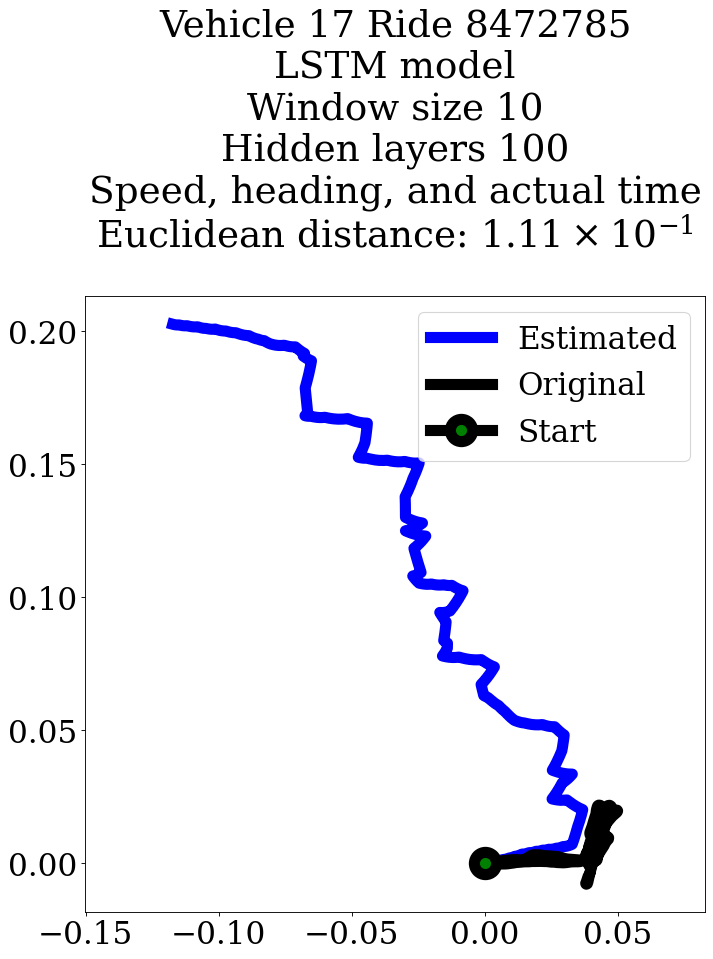 Vehicle 17 Ride 8472785
LSTM model
Window size 10
Hidden layers 100
Speed, heading, and actual time
Euclidean distance: 1.11 × 10⁻¹
Estimated
Original
Start
0.20
0.15
0.10
0.05
0.00
−0.15 −0.10 −0.05 0.00 0.05